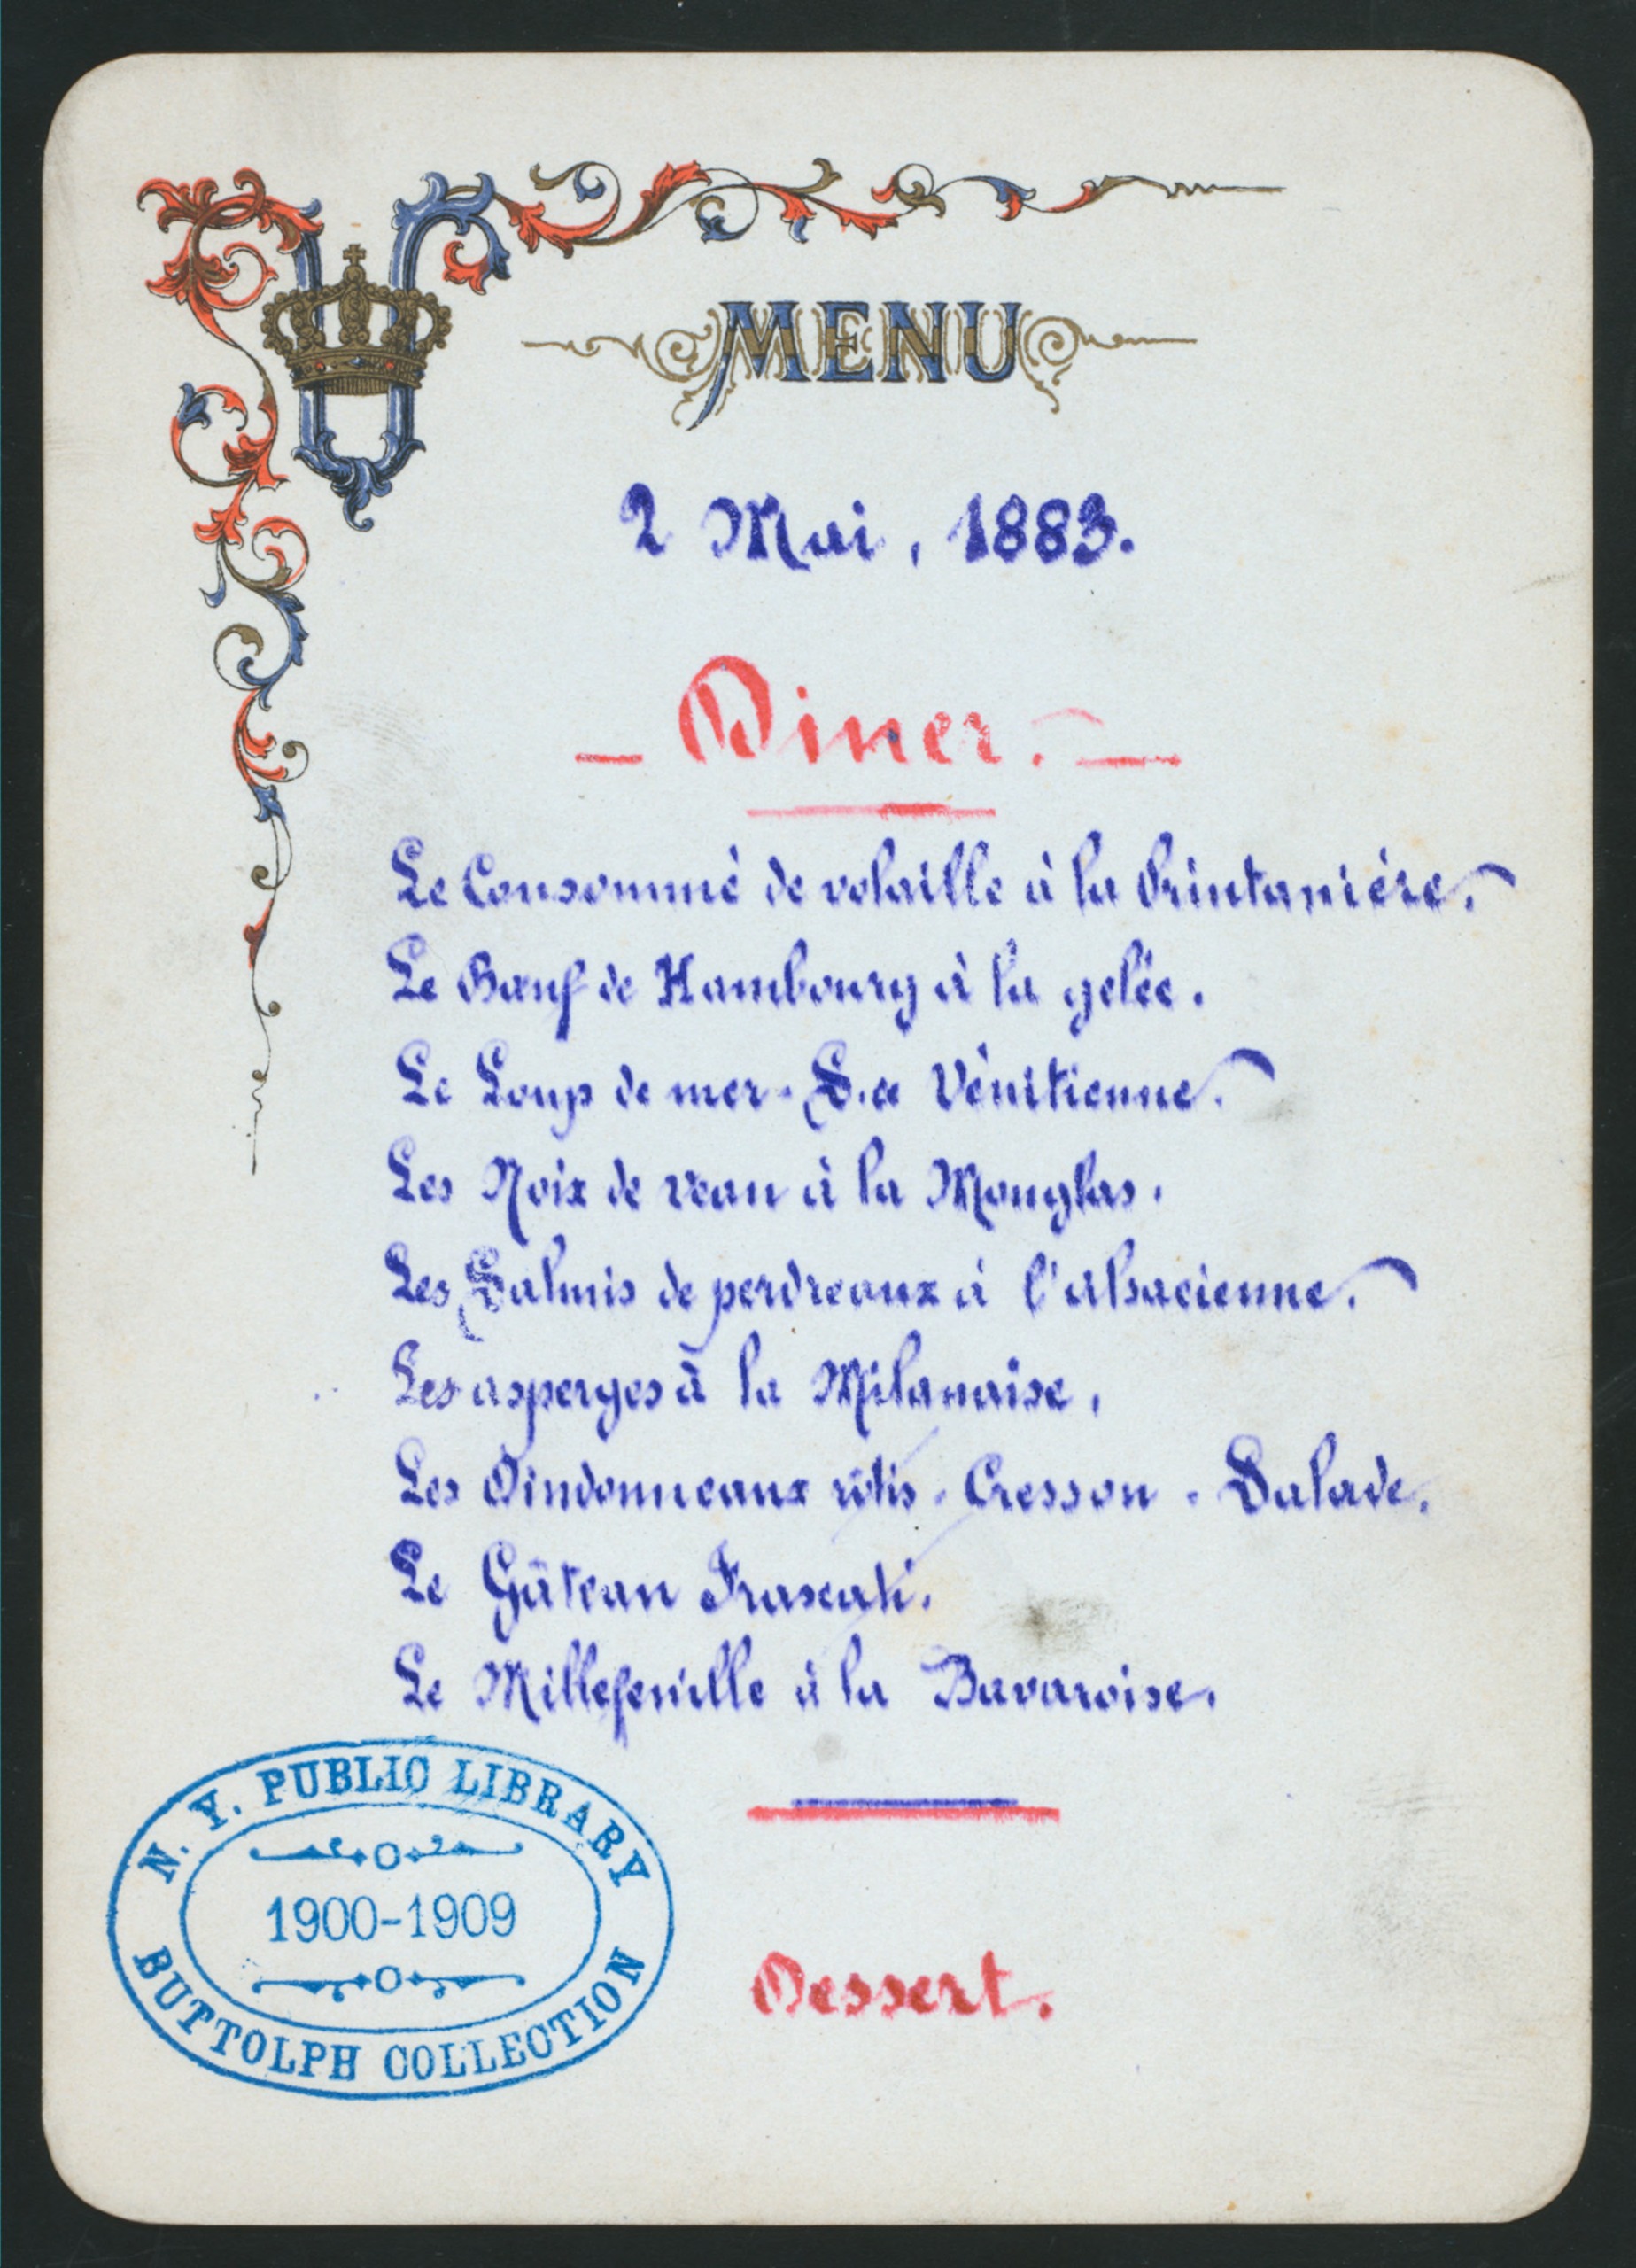 MENU
2 Mai, 1883.
- Diner. -
Le Consommé de volaille à la Printanière.
Le Bœuf de Hambourg à la gelée.
Le Loup de mer - S.ce Vénitienne.
Les Noix de veau à la Monglas.
Les Salmis de perdreaux à l'alsacienne.
Les asperges à la Milanaise.
Les Dindonneaux rôtis - Cresson - Salade.
Le Gâteau Frascati.
Le Millefeuille à la Bavaroise.
N. Y. PUBLIC LIBRARY
1900-1909
BUTTOLPH COLLECTION
Dessert.